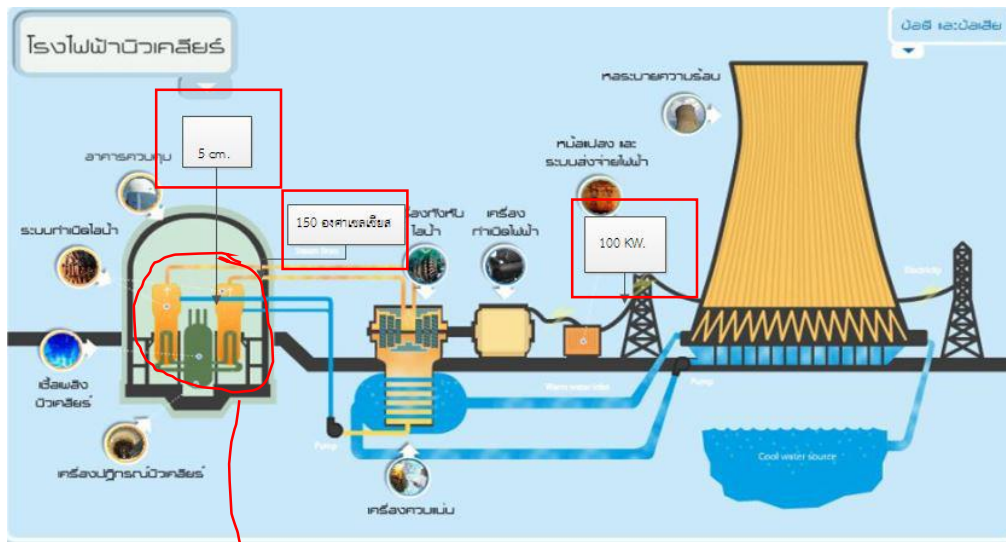 โรงไฟฟ้านิวเคลียร์
ข้อดี และข้อเสีย
หอระบายความร้อน
5 cm.
อาคารควบคุม
หม้อแปลง และ
ระบบส่งจ่ายไฟฟ้า
150 องศาเซลเซียส
ระบบกำเนิดไอน้ำ
ไอน้ำ
เครื่อง
กำเนิดไฟฟ้า
100 KW.
Electricity
เชื้อเพลิง
นิวเคลียร์
Warm water inlet
Pump
Pump
Cool water source
เครื่องปฏิกรณ์นิวเคลียร์
เครื่องควบแน่น